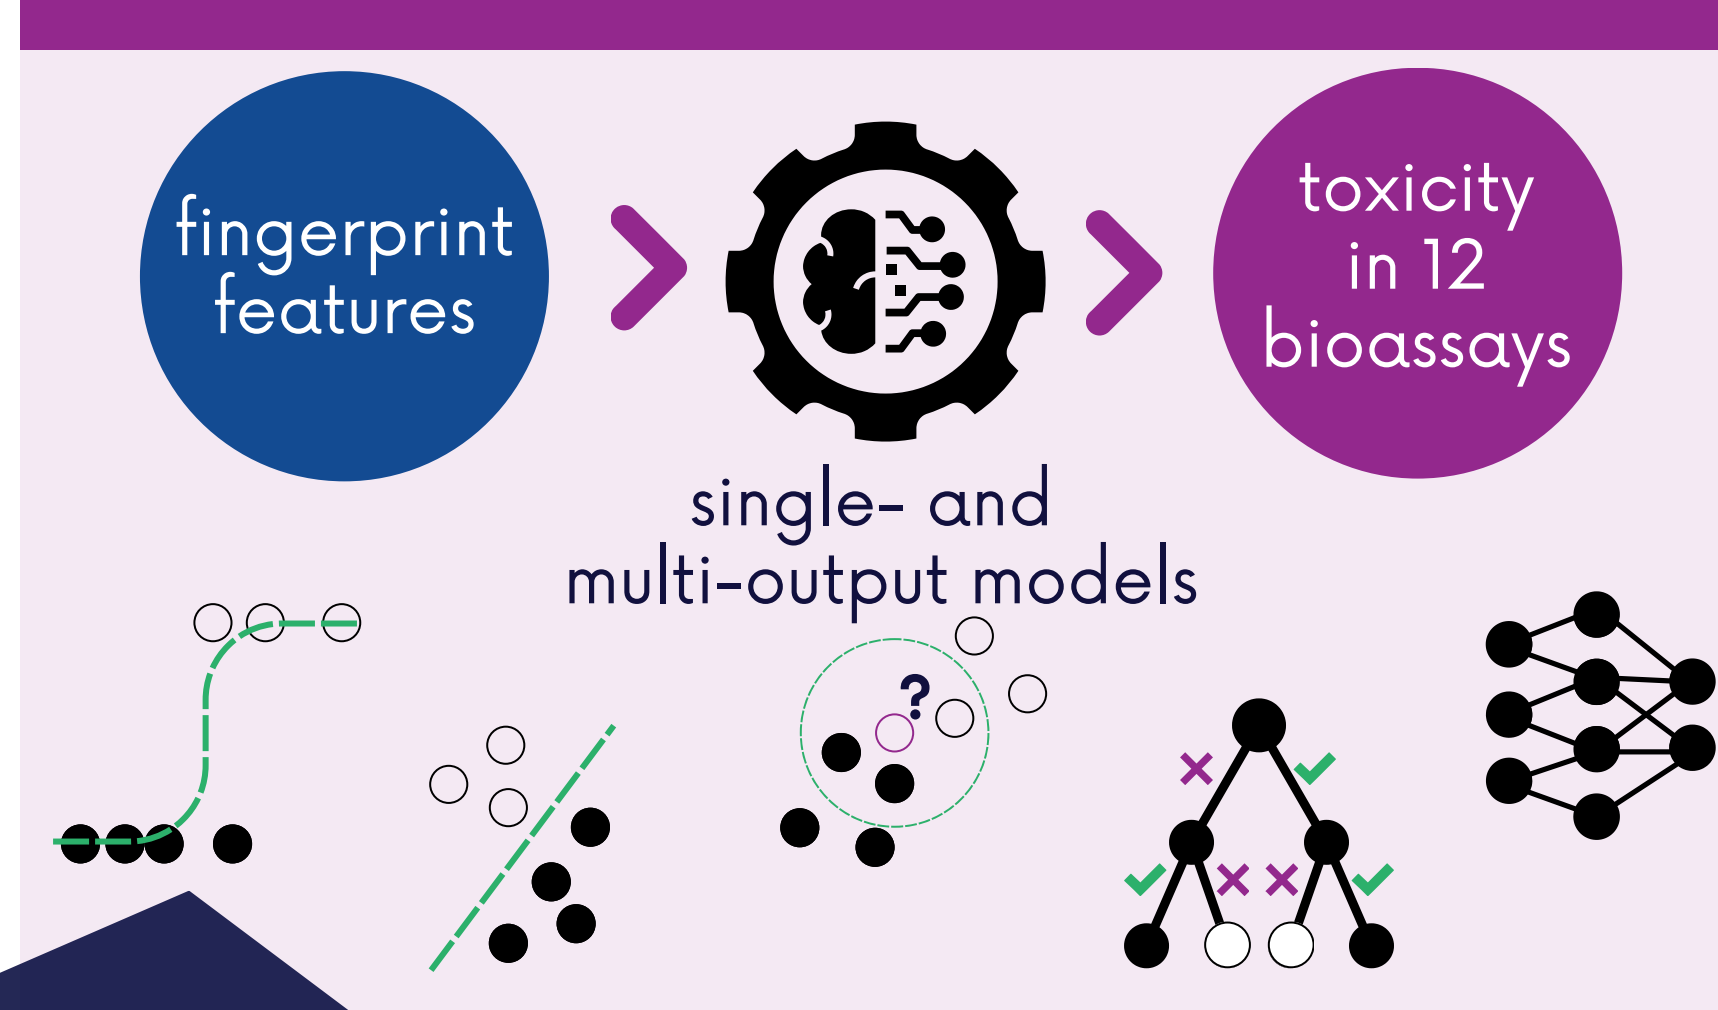 fingerprint
features
toxicity
in 12
bioassays
single- and
multi-output models
?